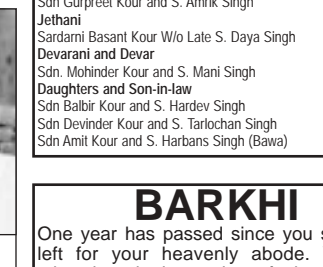 Sdn Gurpreet Kour and S. Amrik Singh
Jethani
Sardarni Basant Kour W/o Late S. Daya Singh
Devarani and Devar
Sdn. Mohinder Kour and S. Mani Singh
Daughters and Son-in-law
Sdn Balbir Kour and S. Hardev Singh
Sdn Devinder Kour and S. Tarlochan Singh
Sdn Amit Kour and S. Harbans Singh (Bawa)
BARKHI
One year has passed since you
left for your heavenly abode.